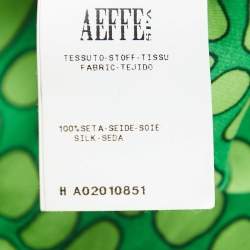 AEFFE S.P.A.
TESSUTO-STOFF-TISSU
FABRIC-TEJIDO
100%SETA-SEIDE-SOIE
SILK-SEDA
H A02010851